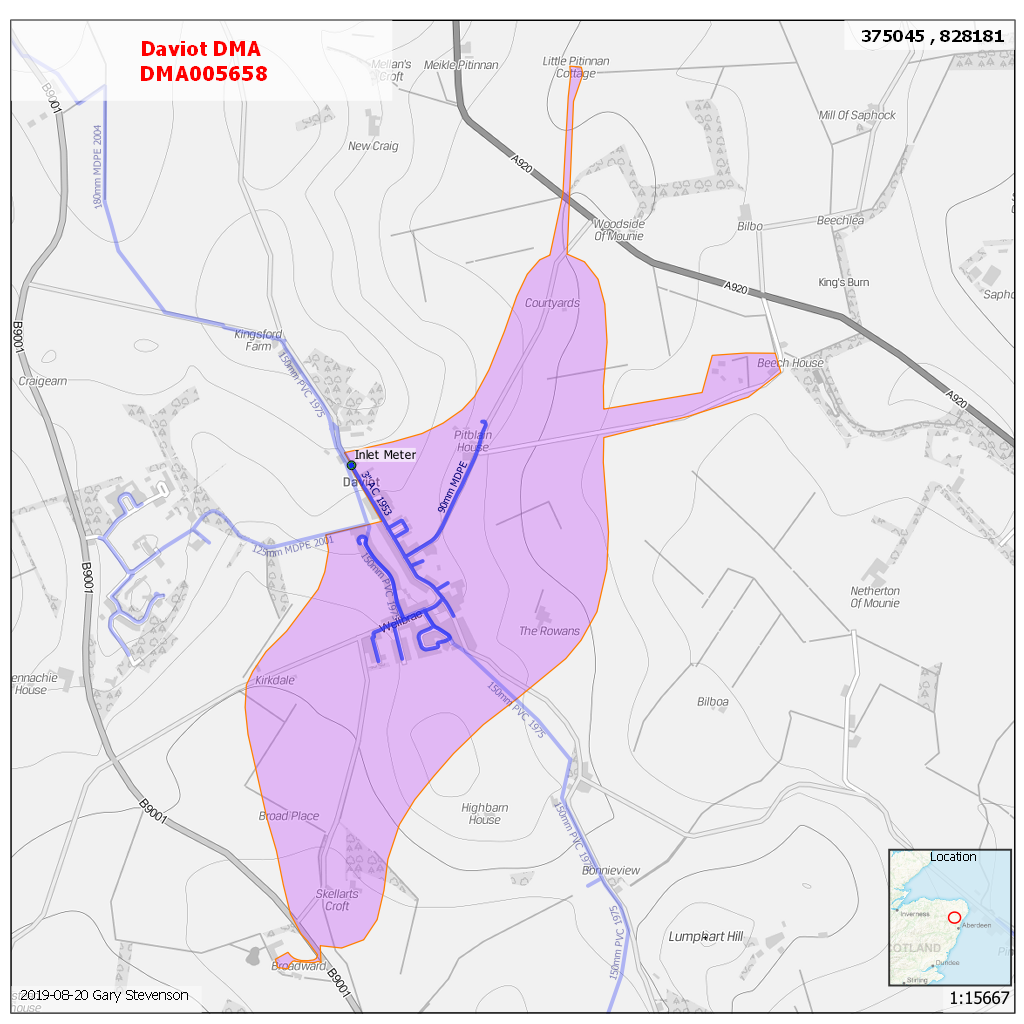 Daviot DMA
DMA005658
375045 , 828181
Mellan's
Croft
Meikle Pitinnan
Little Pitinnan
Cottage
B9001
180mm MDPE 2004
New Craig
A920
Mill Of Saphock
Woodside
Of Mounie
Bilbo
Beechlea
King's Burn
A920
Saph
Courtyards
Kingsford
Farm
B9001
150mm PVC 1975
Craigearn
Beech House
A920
Pitblain
House
Inlet Meter
Daviot
3" AC 1953
90mm MDPE
125mm MDPE 2001
150mm PVC 1975
B9001
Netherton
Of Mounie
Wellbrae
The Rowans
ennachie
House
Kirkdale
150mm PVC 1975
Bilboa
B9001
Broad Place
Highbarn
House
150mm PVC 1975
Bonnieview
Skellarts
Croft
150mm PVC 1975
Lumphart Hill
Broadward
B9001
Location
Inverness
Aberdeen
COTLAND
Dundee
Stirling
2019-08-20 Gary Stevenson
1:15667